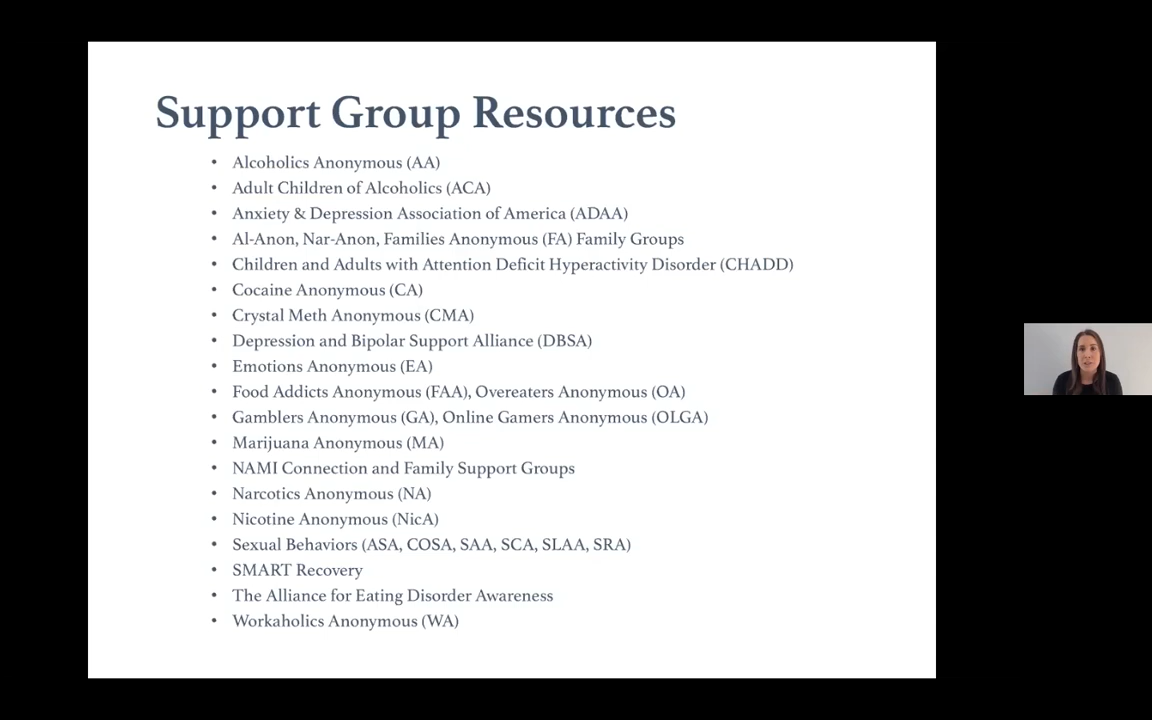 Support Group Resources
• Alcoholics Anonymous (AA)
• Adult Children of Alcoholics (ACA)
• Anxiety & Depression Association of America (ADAA)
• Al-Anon, Nar-Anon, Families Anonymous (FA) Family Groups
• Children and Adults with Attention Deficit Hyperactivity Disorder (CHADD)
• Cocaine Anonymous (CA)
• Crystal Meth Anonymous (CMA)
• Depression and Bipolar Support Alliance (DBSA)
• Emotions Anonymous (EA)
• Food Addicts Anonymous (FAA), Overeaters Anonymous (OA)
• Gamblers Anonymous (GA), Online Gamers Anonymous (OLGA)
• Marijuana Anonymous (MA)
• NAMI Connection and Family Support Groups
• Narcotics Anonymous (NA)
• Nicotine Anonymous (NicA)
• Sexual Behaviors (ASA, COSA, SAA, SCA, SLAA, SRA)
• SMART Recovery
• The Alliance for Eating Disorder Awareness
• Workaholics Anonymous (WA)